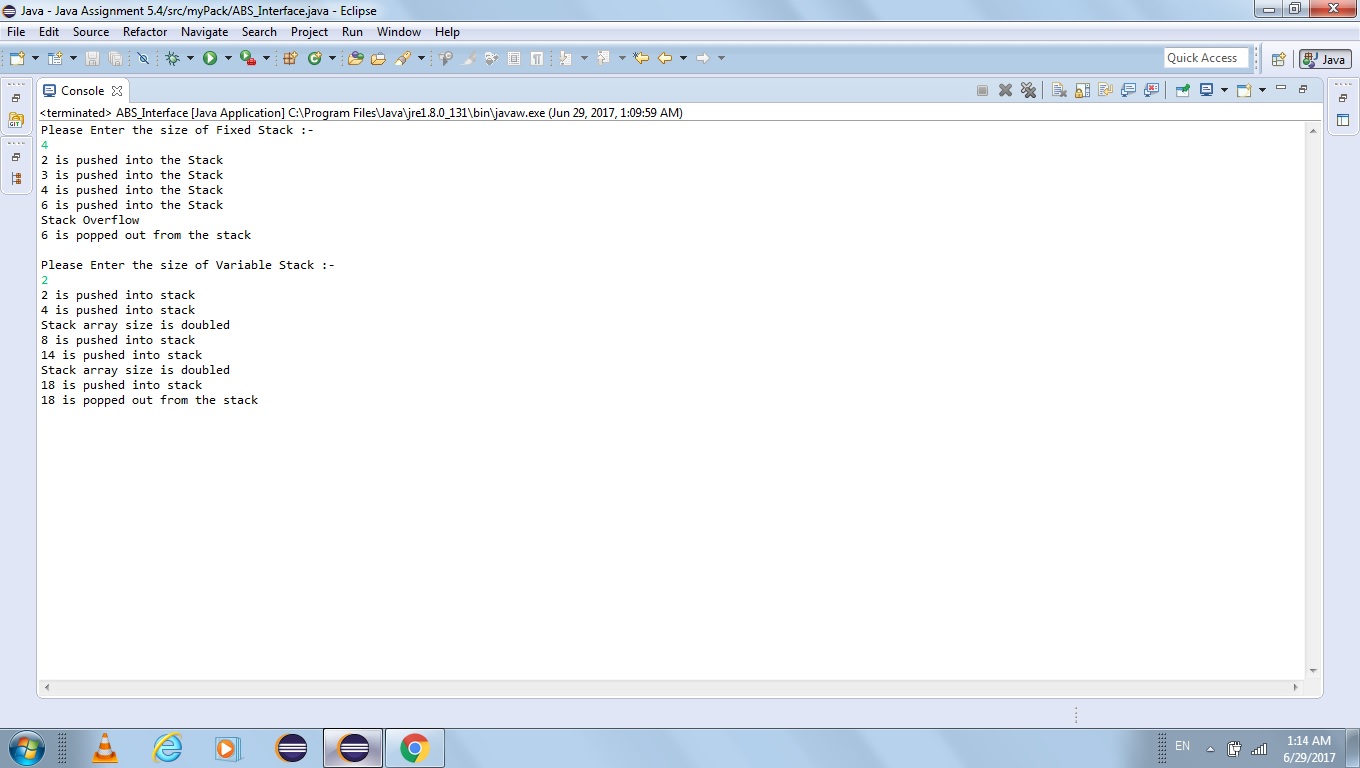 Java - Java Assignment 5.4/src/myPack/ABS_Interface.java - Eclipse
File Edit Source Refactor Navigate Search Project Run Window Help
Quick Access
Java
Console
GIT
<terminated> ABS_Interface [Java Application] C:\Program Files\Java\jre1.8.0_131\bin\javaw.exe (Jun 29, 2017, 1:09:59 AM)
Please Enter the size of Fixed Stack :-
4
2 is pushed into the Stack
3 is pushed into the Stack
4 is pushed into the Stack
6 is pushed into the Stack
Stack Overflow
6 is popped out from the stack
Please Enter the size of Variable Stack :-
2
2 is pushed into stack
4 is pushed into stack
Stack array size is doubled
8 is pushed into stack
14 is pushed into stack
Stack array size is doubled
18 is pushed into stack
18 is popped out from the stack
EN
1:14 AM
6/29/2017